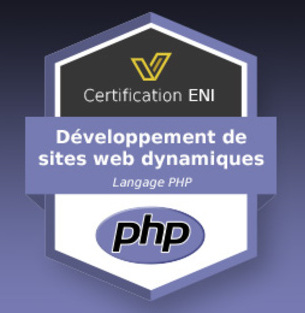 Certification ENI
Développement de
sites web dynamiques
Langage PHP
php